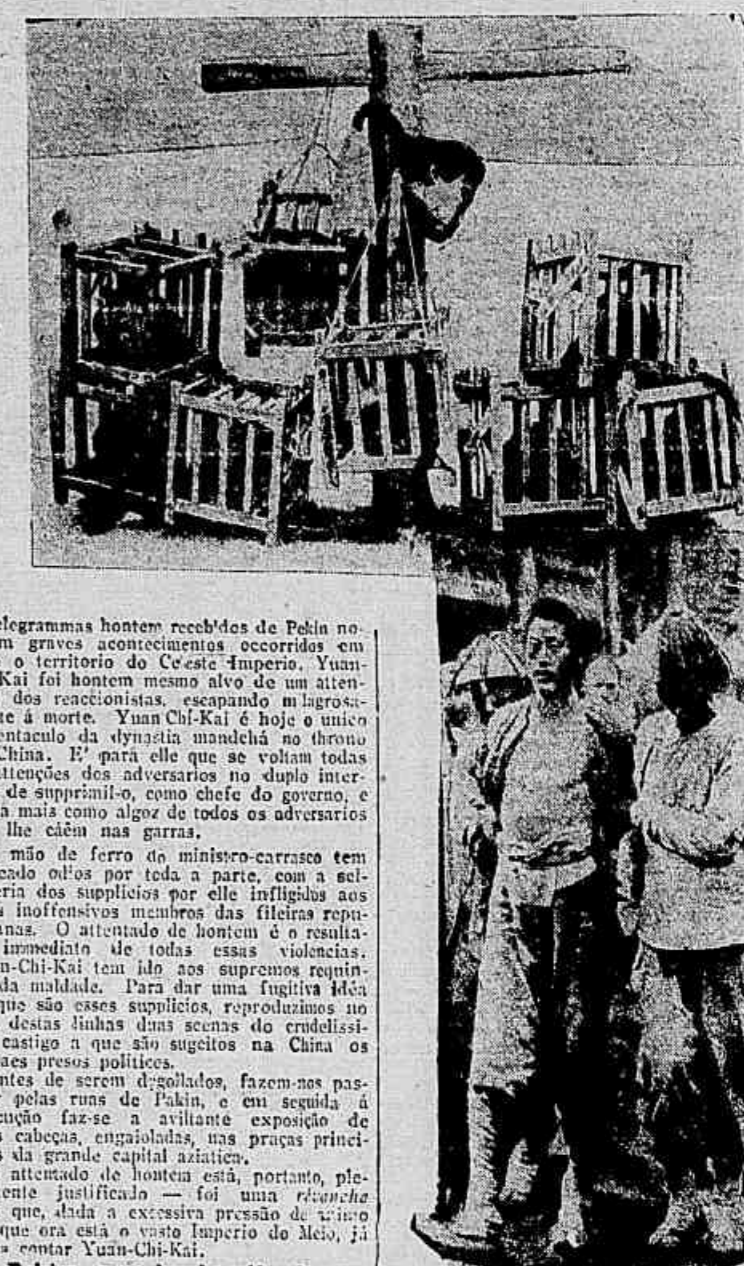 elegrammas hontem recebidos de Pekin no-
m graves acontecimentos occorridos em
o territorio do Celeste Imperio. Yuan-
Kai foi hontem mesmo alvo de um atten-
dos reaccionistas, escapando milagrosa-
te á morte. Yuan Chi-Kai é hoje o unico
entaculo da dynastia mandchá no throno
China. E' para elle que se voltam todas
ttenções dos adversarios no duplo inter-
de supprimil-o, como chefe do governo, e
a mais como algoz de todos os adversarios
lhe cáem nas garras.
mão de ferro do ministro-carrasco tem
cado odios por toda a parte, com a sel-
eria dos supplicios por elle infligidos aos
s inoffensivos membros das fileiras repu-
anas. O attentado de hontem é o resulta-
immediato de todas essas violencias.
n-Chi-Kai tem ido aos supremos requin-
da maldade. Para dar uma fugitiva idéa
que são esses supplicios, reproduzimos no
destas linhas duas scenas do crudelissi-
castigo a que são sugeitos na China os
aes presos politicos.
ntes de serem degollados, fazem-nos pas-
r pelas ruas de Pakin, e em seguida á
cução faz-se a aviltante exposição de
s cabeças, engaioladas, nas praças princi-
s da grande capital aziatica.
attentado de hontem está, portanto, ple-
ente justificado — foi uma révanche
que, dada a excessiva pressão de
que ora está o vasto Imperio do Meio, já
a contar Yuan-Chi-Kai.